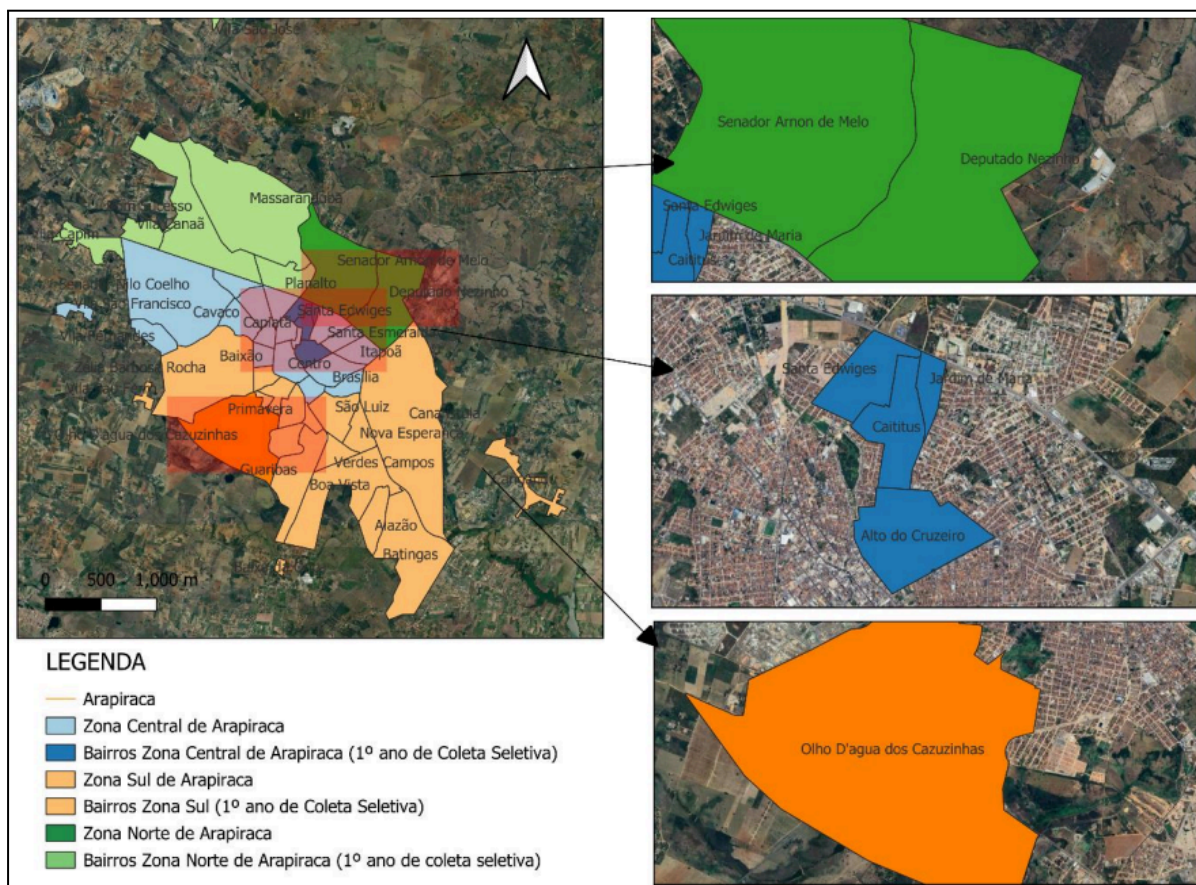 Massarandoba
Vila Canaã
Senador Arnon de Melo
Planalto
Deputado Nezinho
Cavaco
Santa Edwiges
Capiata
Santa Esmeralda
Itapoã
Baixão
Centro
Brasília
Primavera
São Luiz
Nova Esperança
Guaribas
Verdes Campos
Boa Vista
Alazão
Batingas
0 500 1,000 m
Senador Arnon de Melo
Deputado Nezinho
Santa Edwiges
Jardim de Maria
Caititus
Santa Edwiges
Jardim de Maria
Caititus
Alto do Cruzeiro
Olho D'agua dos Cazuzinhas
LEGENDA
Arapiraca
Zona Central de Arapiraca
Bairros Zona Central de Arapiraca (1º ano de Coleta Seletiva)
Zona Sul de Arapiraca
Bairros Zona Sul (1º ano de Coleta Seletiva)
Zona Norte de Arapiraca
Bairros Zona Norte de Arapiraca (1º ano de coleta seletiva)